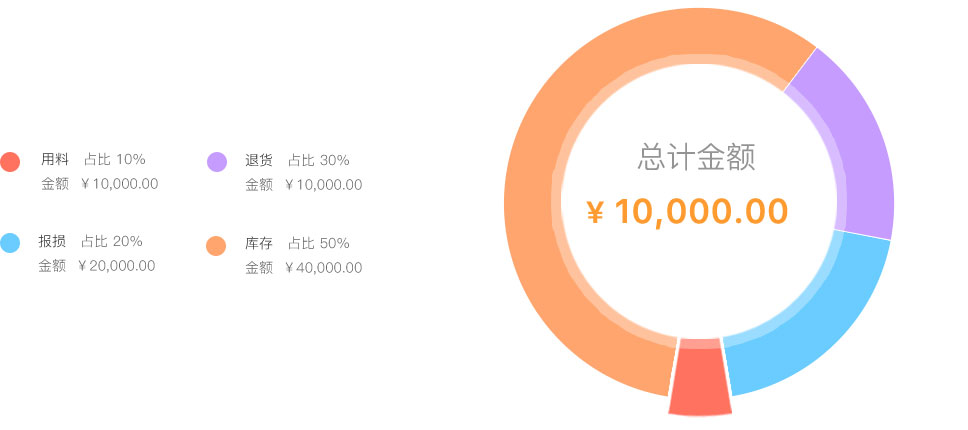 用料 占比 10%
金额 ￥10,000.00
退货 占比 30%
金额 ￥10,000.00
报损 占比 20%
金额 ￥20,000.00
库存 占比 50%
金额 ￥40,000.00
总计金额
￥ 10,000.00